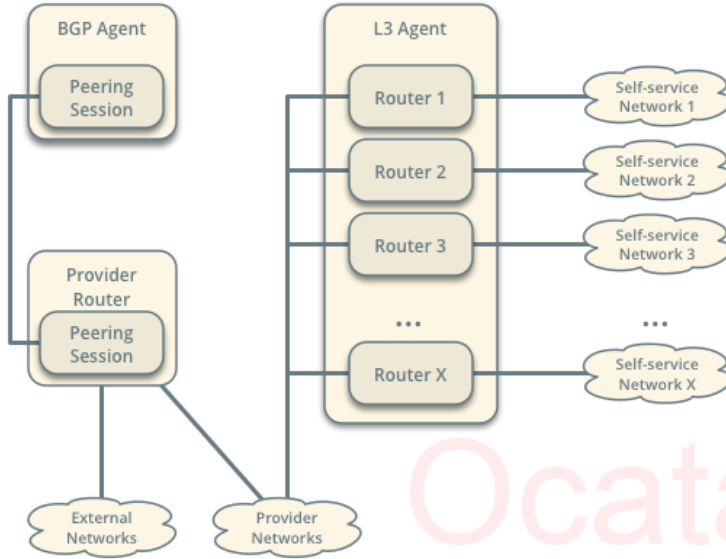 BGP Agent
Peering
Session
L3 Agent
Router 1
Router 2
Router 3
...
Router X
Self-service
Network 1
Self-service
Network 2
Self-service
Network 3
...
Self-service
Network X
Provider
Router
Peering
Session
External
Networks
Provider
Networks
Ocata